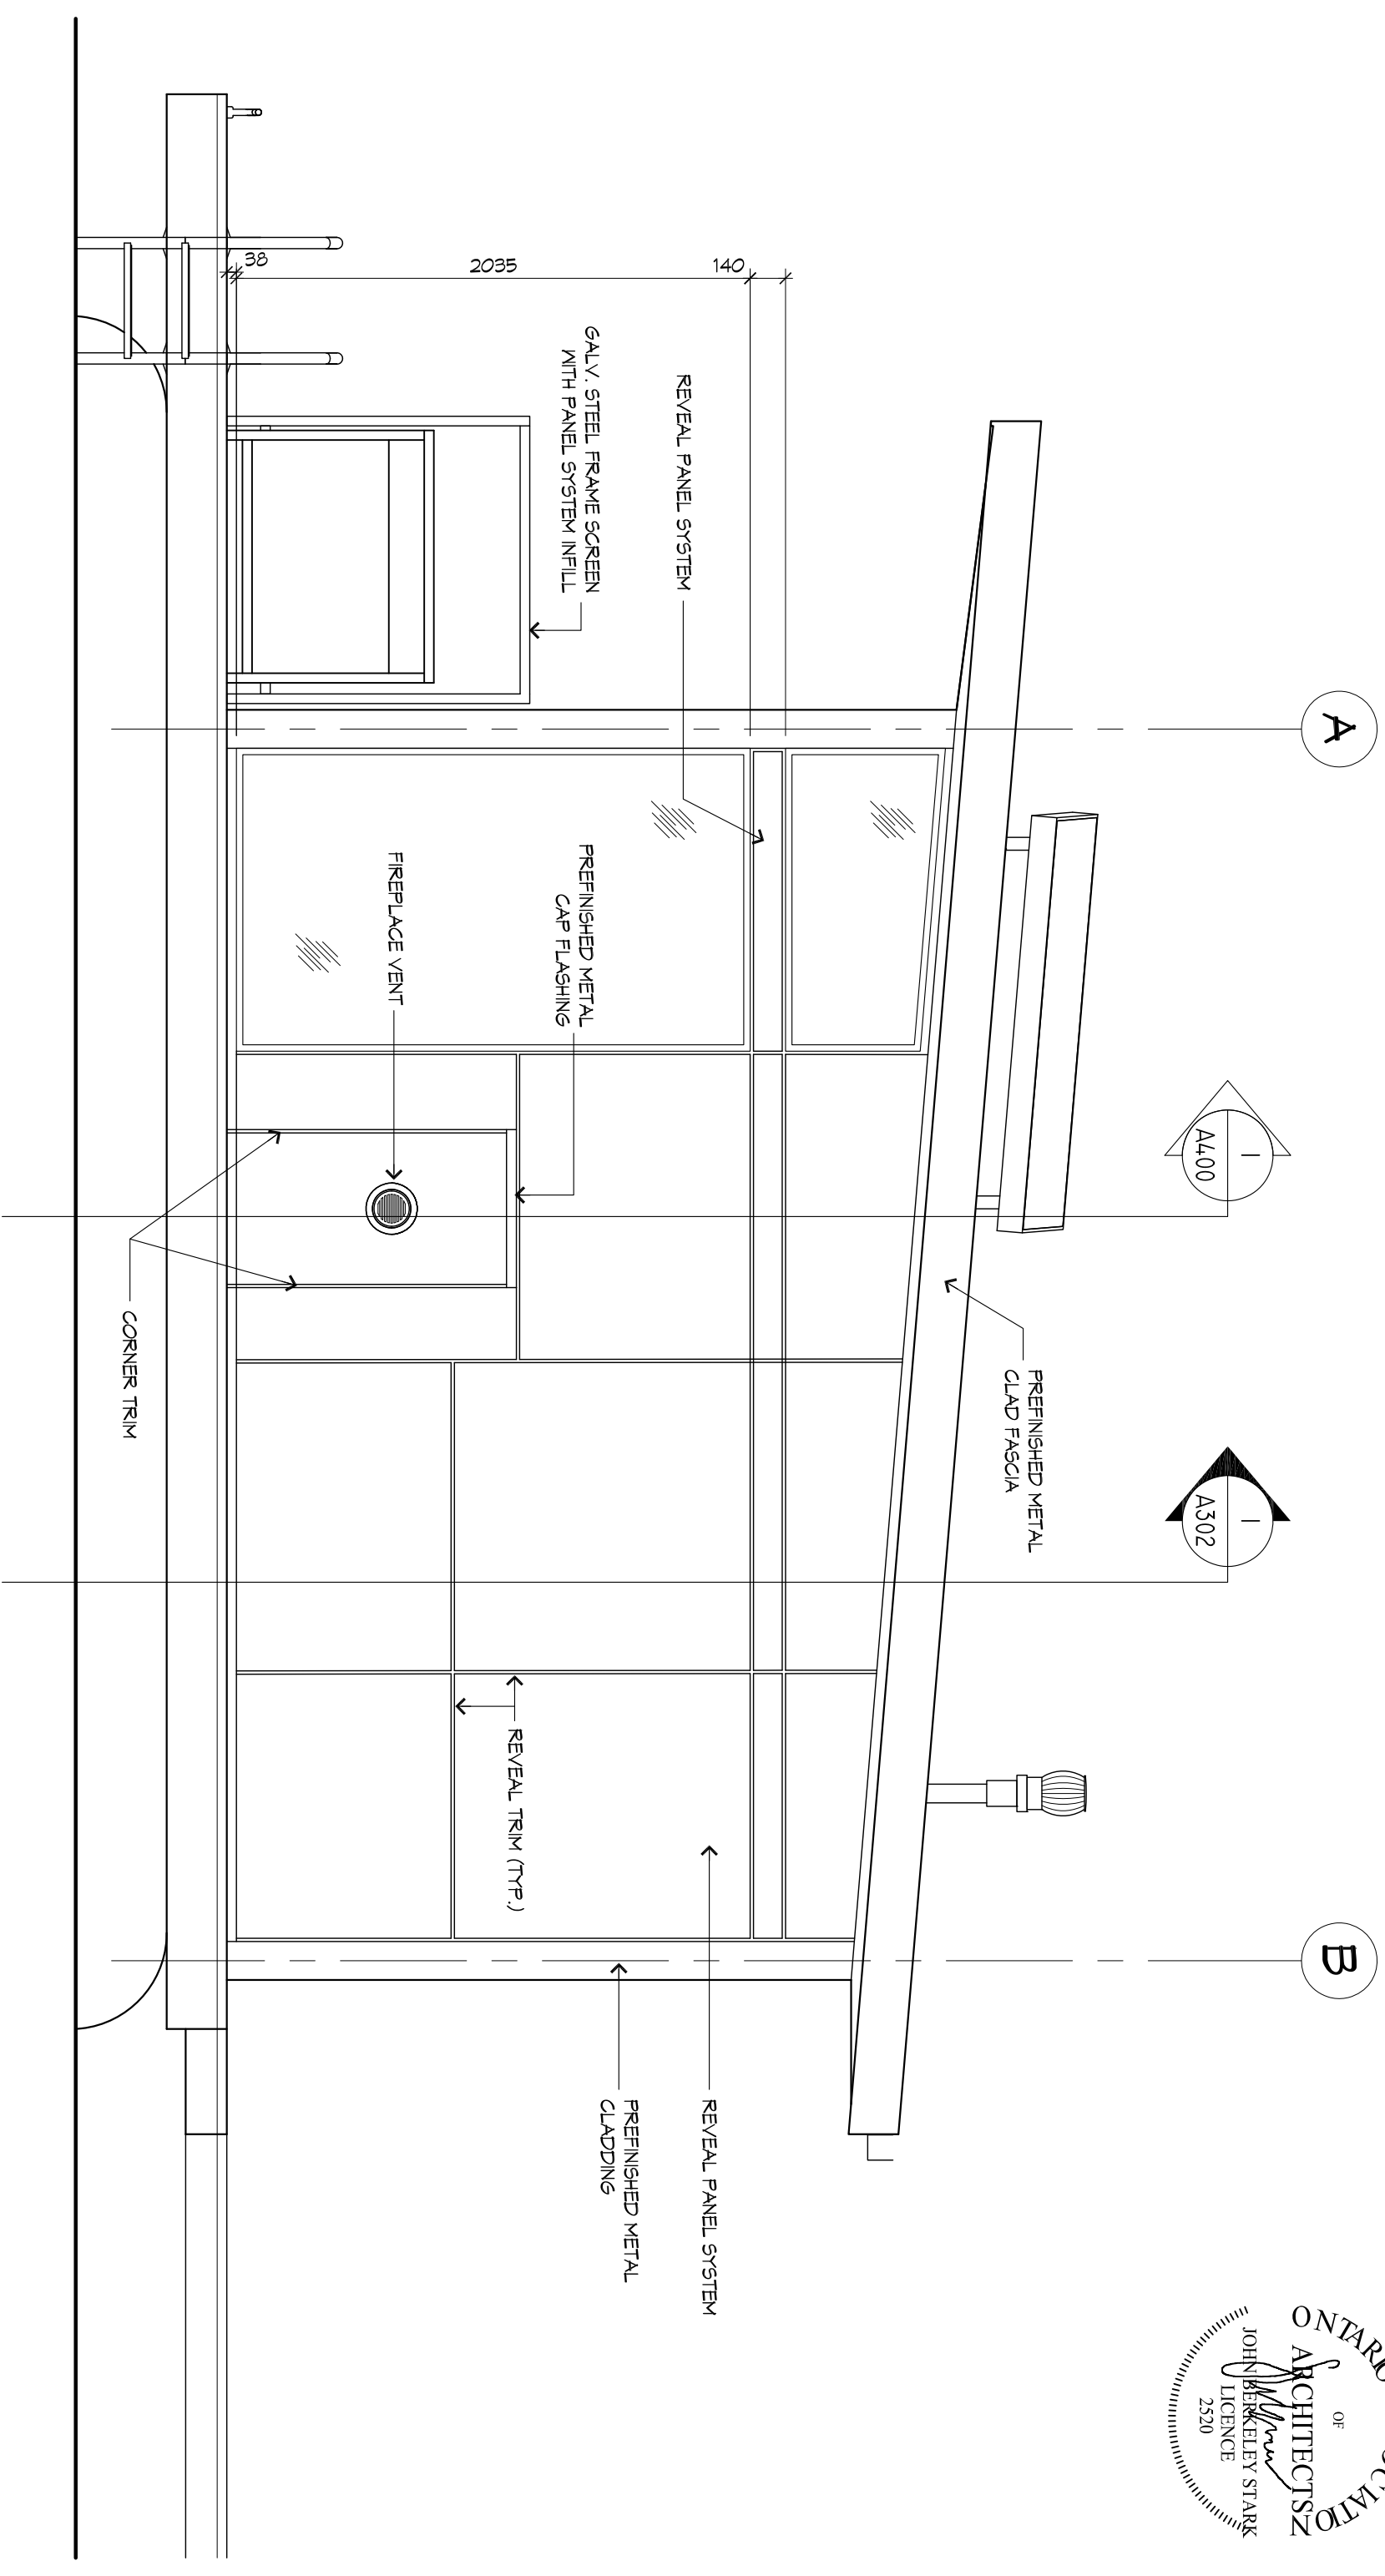 A
B
1
A400
1
A302
PREFINISHED METAL
CLAD FASCIA
140
2035
38
REVEAL PANEL SYSTEM
GALV. STEEL FRAME SCREEN
WITH PANEL SYSTEM INFILL
PREFINISHED METAL
CAP FLASHING
FIREPLACE VENT
CORNER TRIM
REVEAL TRIM (TYP.)
REVEAL PANEL SYSTEM
PREFINISHED METAL
CLADDING
ONTARIO
OF
ARCHITECTS
JOHN BERKELEY STARK
LICENCE
2520